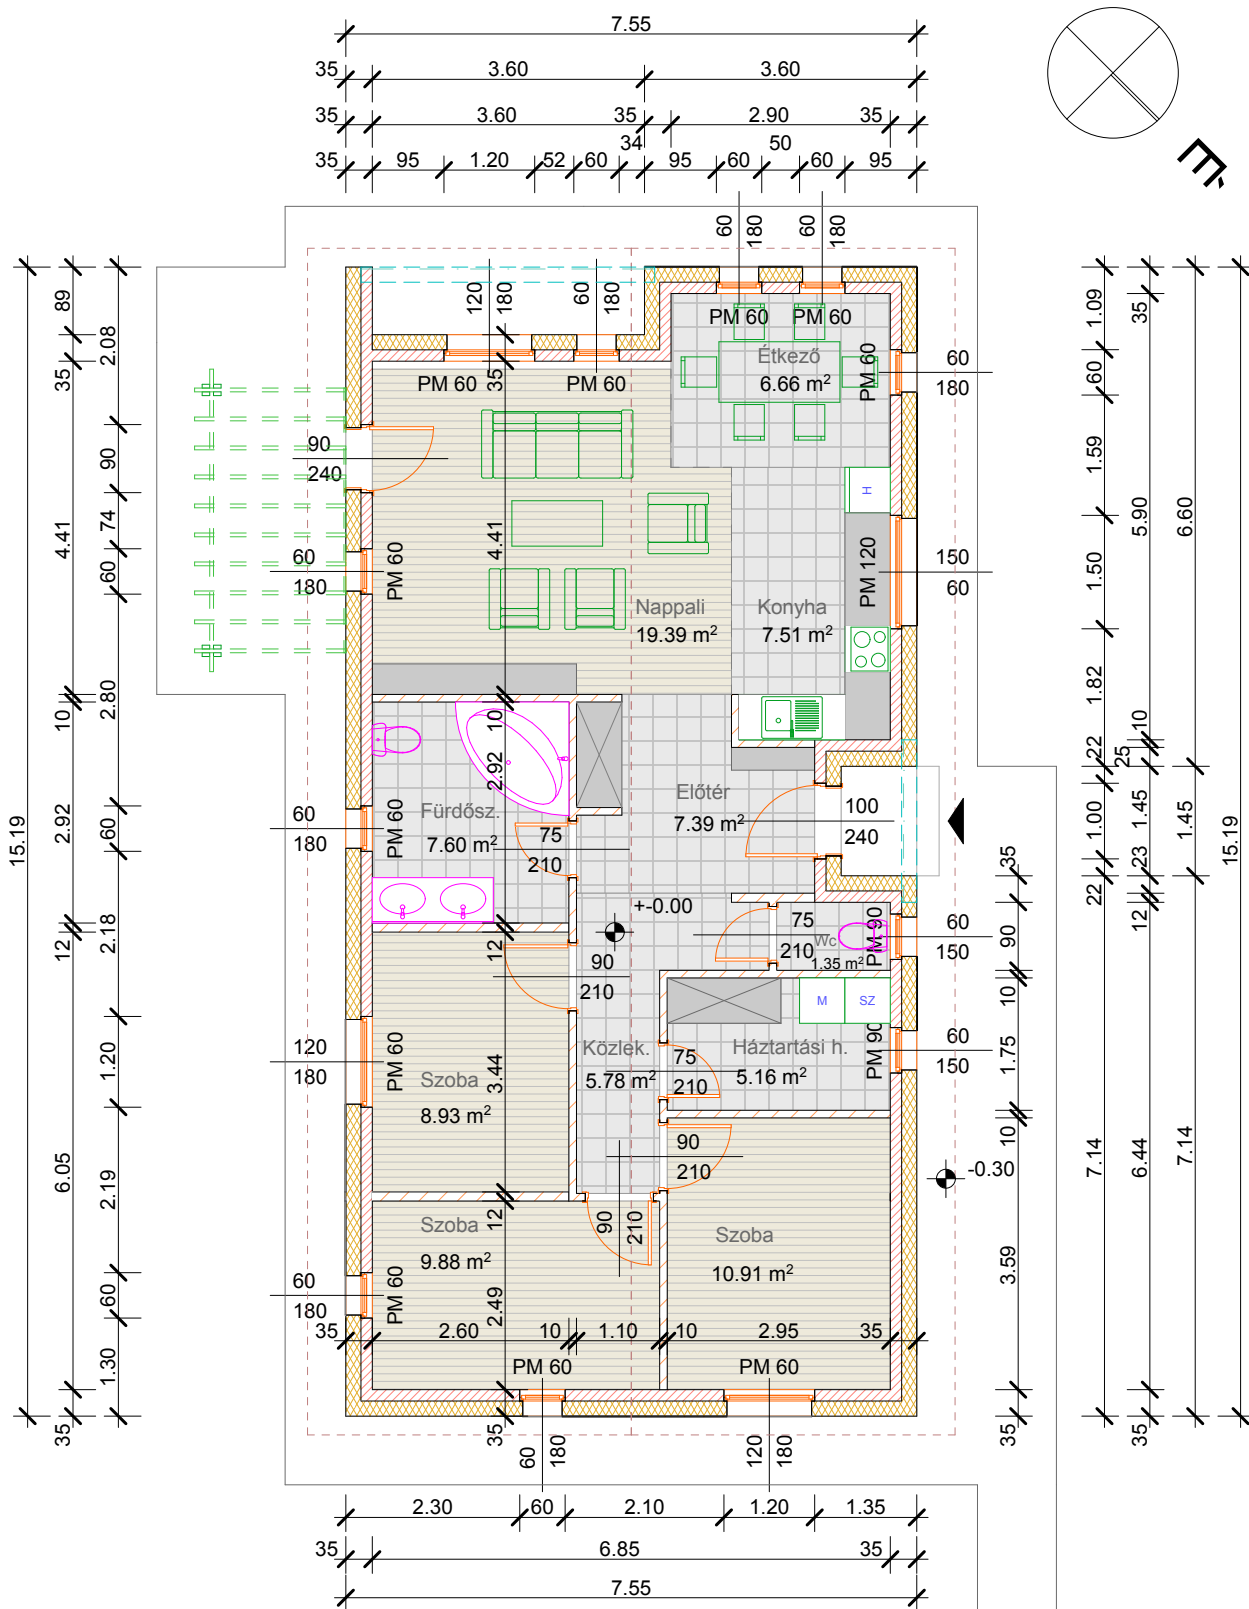 7.55
35 3.60 3.60
35 3.60 35 2.90 35
34 50
35 95 1.20 52 60 95 60 60 95
É
60 180
60 180
120 180
60 180
PM 60 PM 60
Étkező
6.66 m²
PM 60
60
180
PM 60 PM 60
35
90
240
H
60
180
PM 60
4.41
PM 120
150
60
Nappali
19.39 m²
Konyha
7.51 m²
10
2.92
Fürdősz.
7.60 m²
60
180
PM 60
Előtér
7.39m²
100
240
75
210
+-0.00
75
210
Wc
1.35 m²
PM 90
60
150
12
90
210
M SZ
Közlek.
5.78 m²
75
210
Háztartási h.
5.16 m²
PM 90
60
150
120
180
PM 60
Szoba
8.93 m²
3.44
90
210
-0.30
12
Szoba
9.88 m²
90
210
Szoba
10.91 m²
60
180
PM 60
2.49
35 2.60 10 1.10 10 2.95 35
PM 60 PM 60
35
60 180
120 180
2.30 60 2.10 1.20 1.35
35 6.85 35
7.55
15.19
89
35
4.41
10
2.92
12
6.05
35
2.08
90
74
60
2.80
60
2.18
1.20
2.19
60
1.30
1.09
60
1.59
1.50
1.82
22
1.00
22
7.14
35
5.90
10
25
1.45
23
12
6.44
35
6.60
1.45
7.14
15.19
35
90
10
1.75
10
3.59
35